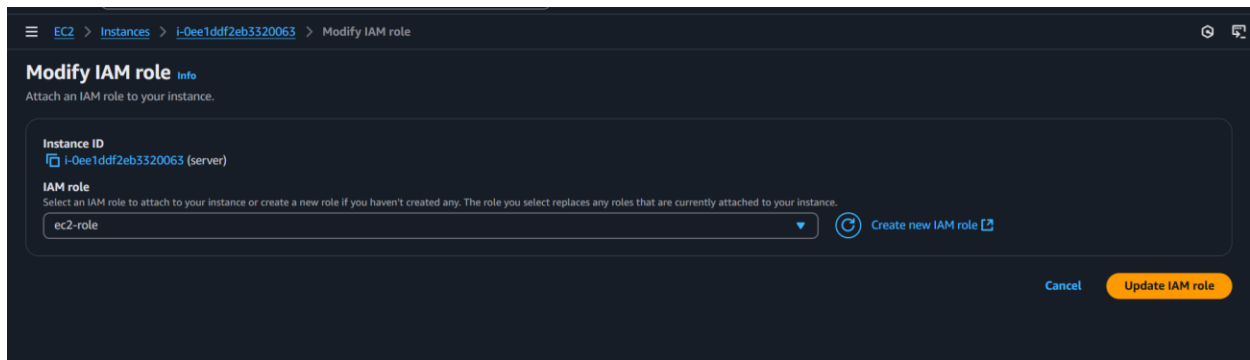 EC2 > Instances > i-0ee1ddf2eb3320063 > Modify IAM role
Modify IAM role Info
Attach an IAM role to your instance.
Instance ID
i-0ee1ddf2eb3320063 (server)
IAM role
Select an IAM role to attach to your instance or create a new role if you haven't created any. The role you select replaces any roles that are currently attached to your instance.
ec2-role
Create new IAM role
Cancel
Update IAM role